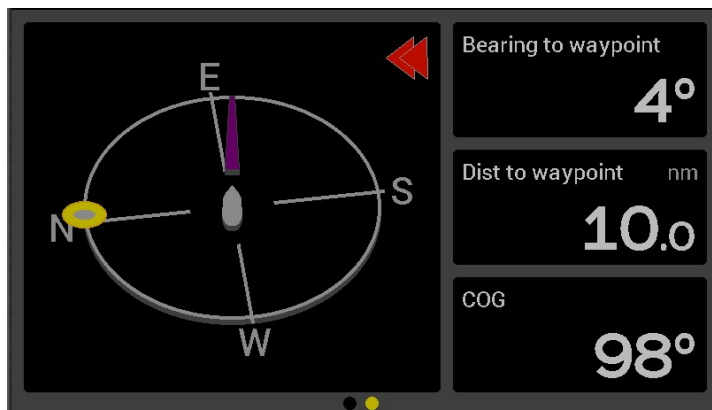 E
N
S
W
Bearing to waypoint
4°
Dist to waypoint nm
10.0
COG
98°